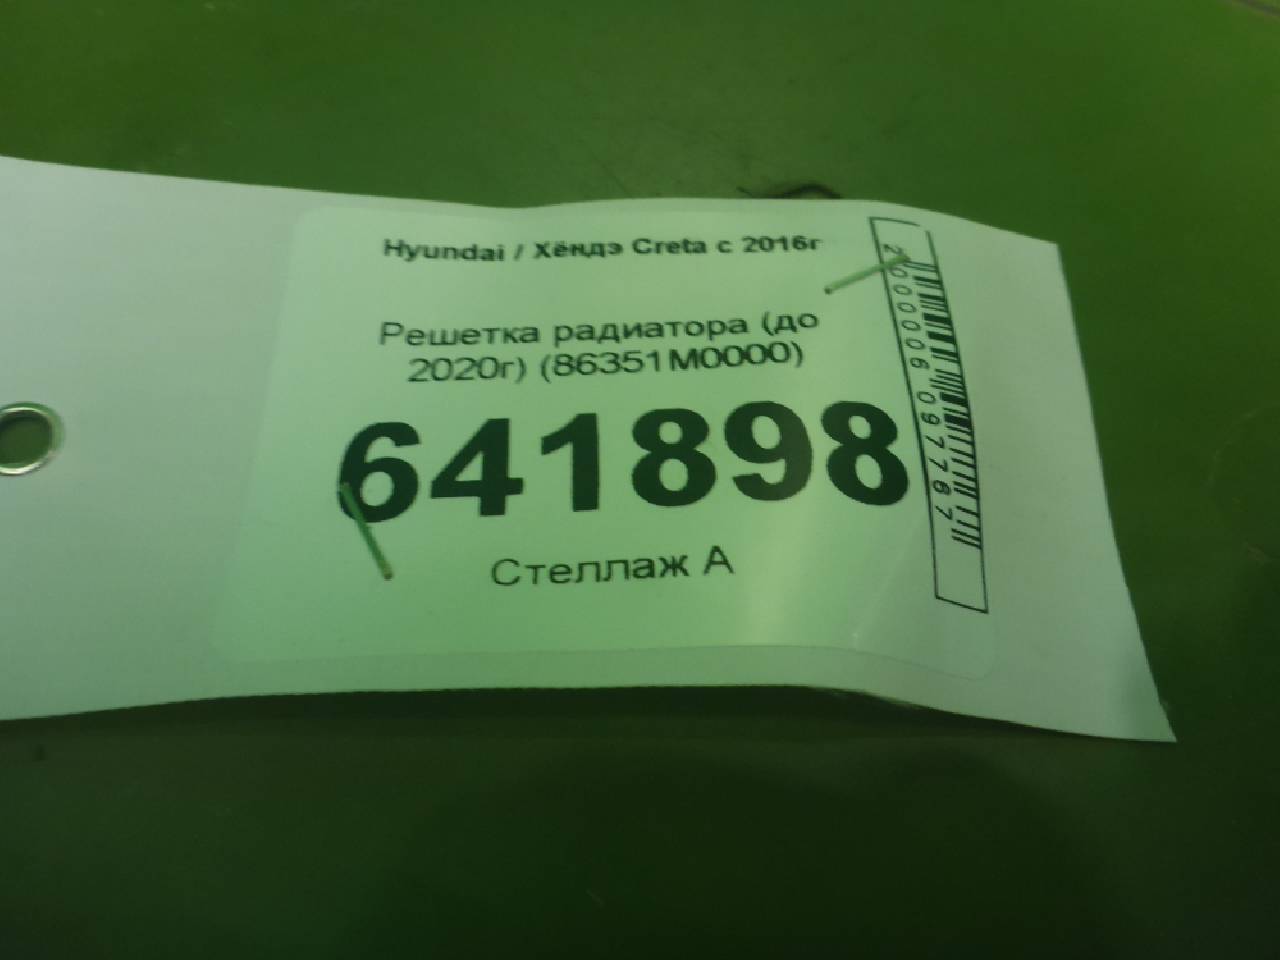 Hyundai / Хёндэ Creta с 2016г
Решетка радиатора (до
2020г) (86351M0000)
641898
Стеллаж А
2000006097767